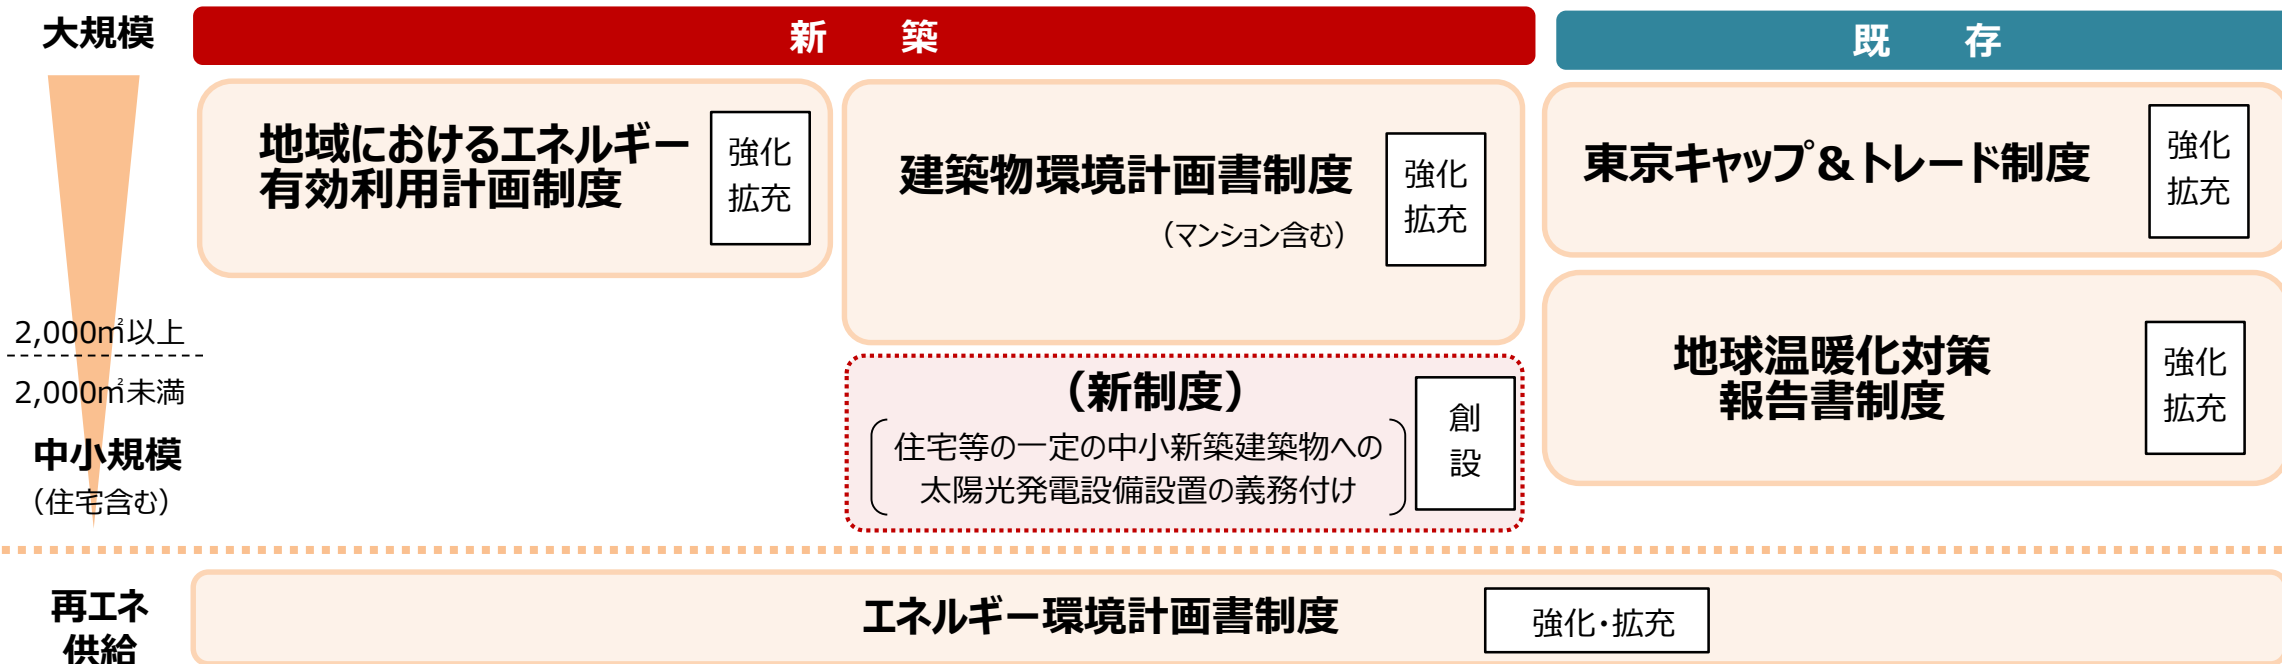 大規模
新　築
既　存
地域におけるエネルギー
有効利用計画制度
強化
拡充
建築物環境計画書制度
（マンション含む）
強化
拡充
東京キャップ＆トレード制度
強化
拡充
2,000㎡以上
2,000㎡未満
中小規模
（住宅含む）
（新制度）
住宅等の一定の中小新築建築物への
太陽光発電設備設置の義務付け
創
設
地球温暖化対策
報告書制度
強化
拡充
再エネ
供給
エネルギー環境計画書制度
強化・拡充